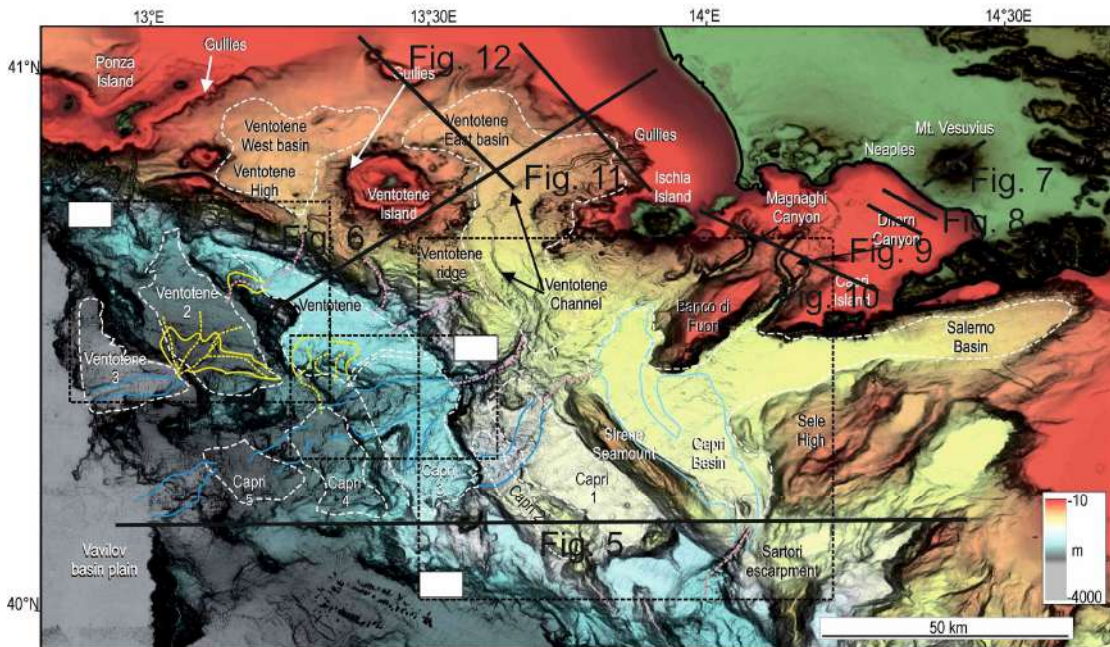 13°E
13°,30E
14°E
14°,30E
41°N
Fig. 12
Gullies
Ponza
Island
Gullies
Ventotene
West basin
Ventotene
East basin
Mt. Vesuvius
Neaples
Gullies
Ventotene
High
Ventotene
Island
Fig. 11
Ischia
Island
Magnaghi
Canyon
Fig. 7
Dhorn
Canyon
Fig. 8
Fig. 6
Ventotene
ridge
Fig. 9
Ventotene
Channel
Capri
Island
Fig. 10
Ventotene
2
Ventotene
Banco di
Fuori
Salerno
Basin
Ventotene
3
Sele
High
Sirene
Seamount
Capri
Basin
Capri
5
Capri
4
Capri
Capri
1
Capri 2
Fig. 5
Vavilov
basin plain
Sartori
escarpment
-10
m
-4000
40°N
50 km